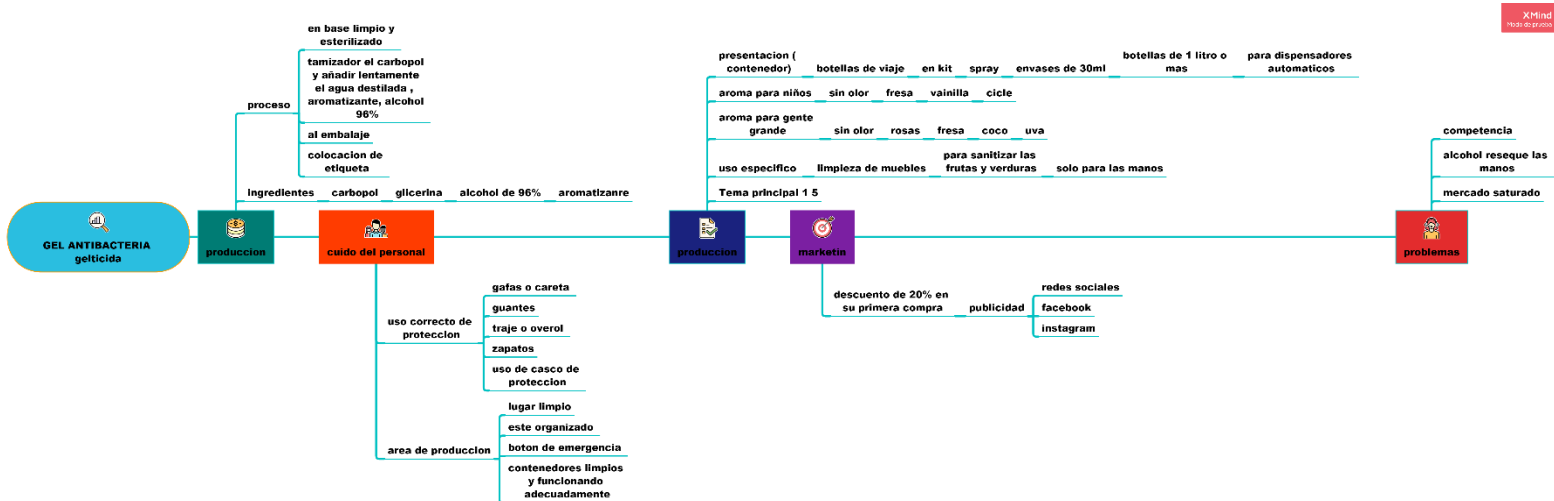 XMind
Modo de prueba
GEL ANTIBACTERIA
gelticida
produccion
proceso
en base limpio y
esterilizado
tamizador el carbopol
y añadir lentamente
el agua destilada ,
aromatizante, alcohol
96%
al embalaje
colocacion de
etiqueta
ingredientes
carbopol
glicerina
alcohol de 96%
aromatizanre
cuido del personal
uso correcto de
proteccion
gafas o careta
guantes
traje o overol
zapatos
uso de casco de
proteccion
area de produccion
lugar limpio
este organizado
boton de emergencia
contenedores limpios
y funcionando
adecuadamente
produccion
presentacion (
contenedor)
botellas de viaje
en kit
spray
envases de 30ml
botellas de 1 litro o
mas
para dispensadores
automaticos
aroma para niños
sin olor
fresa
vainilla
cicle
aroma para gente
grande
sin olor
rosas
fresa
coco
uva
uso especifico
limpieza de muebles
para sanitizar las
frutas y verduras
solo para las manos
Tema principal 1 5
marketin
descuento de 20% en
su primera compra
publicidad
redes sociales
facebook
instagram
problemas
competencia
alcohol reseque las
manos
mercado saturado